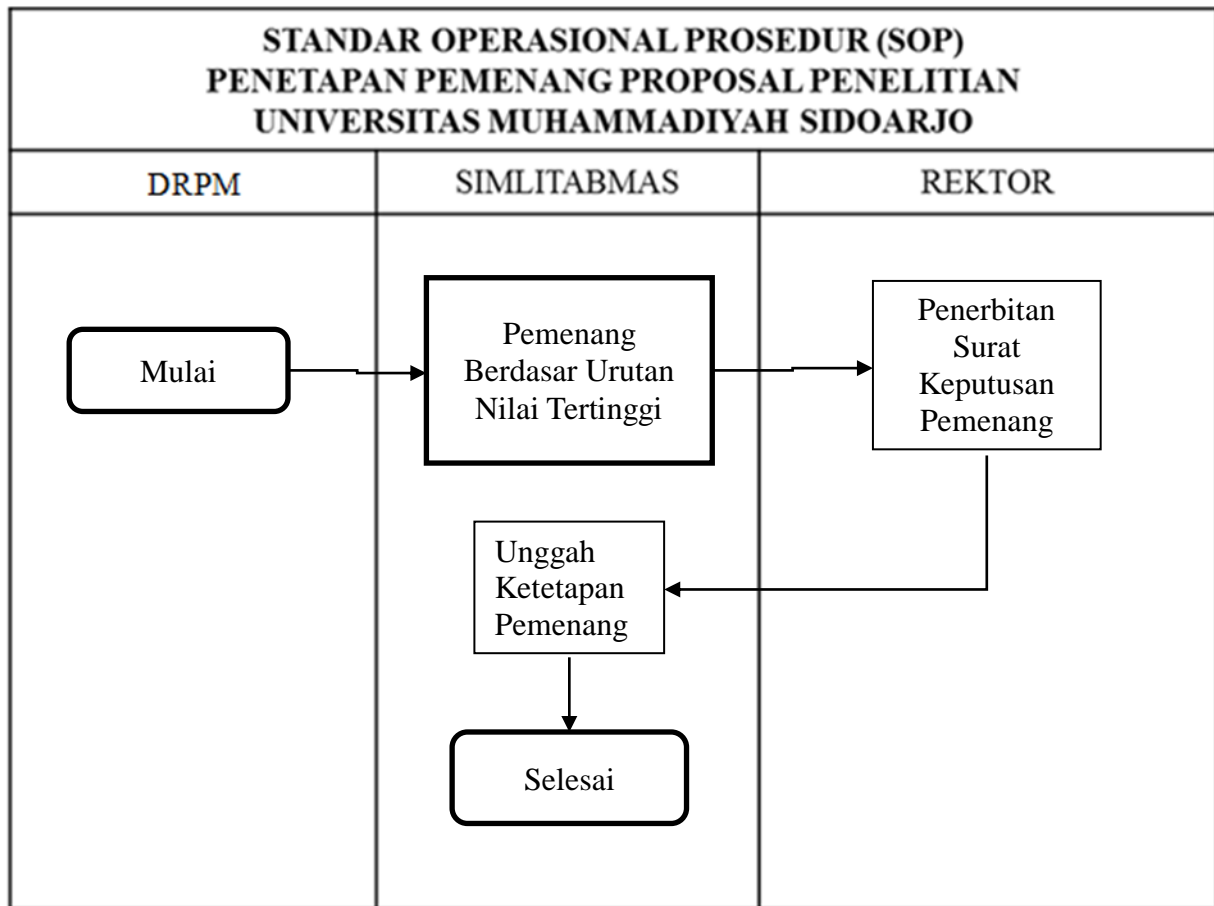 STANDAR OPERASIONAL PROSEDUR (SOP)
PENETAPAN PEMENANG PROPOSAL PENELITIAN
UNIVERSITAS MUHAMMADIYAH SIDOARJO
DRPM
SIMLITABMAS
REKTOR
Mulai
Pemenang
Berdasar Urutan
Nilai Tertinggi
Penerbitan
Surat
Keputusan
Pemenang
Unggah
Ketetapan
Pemenang
Selesai